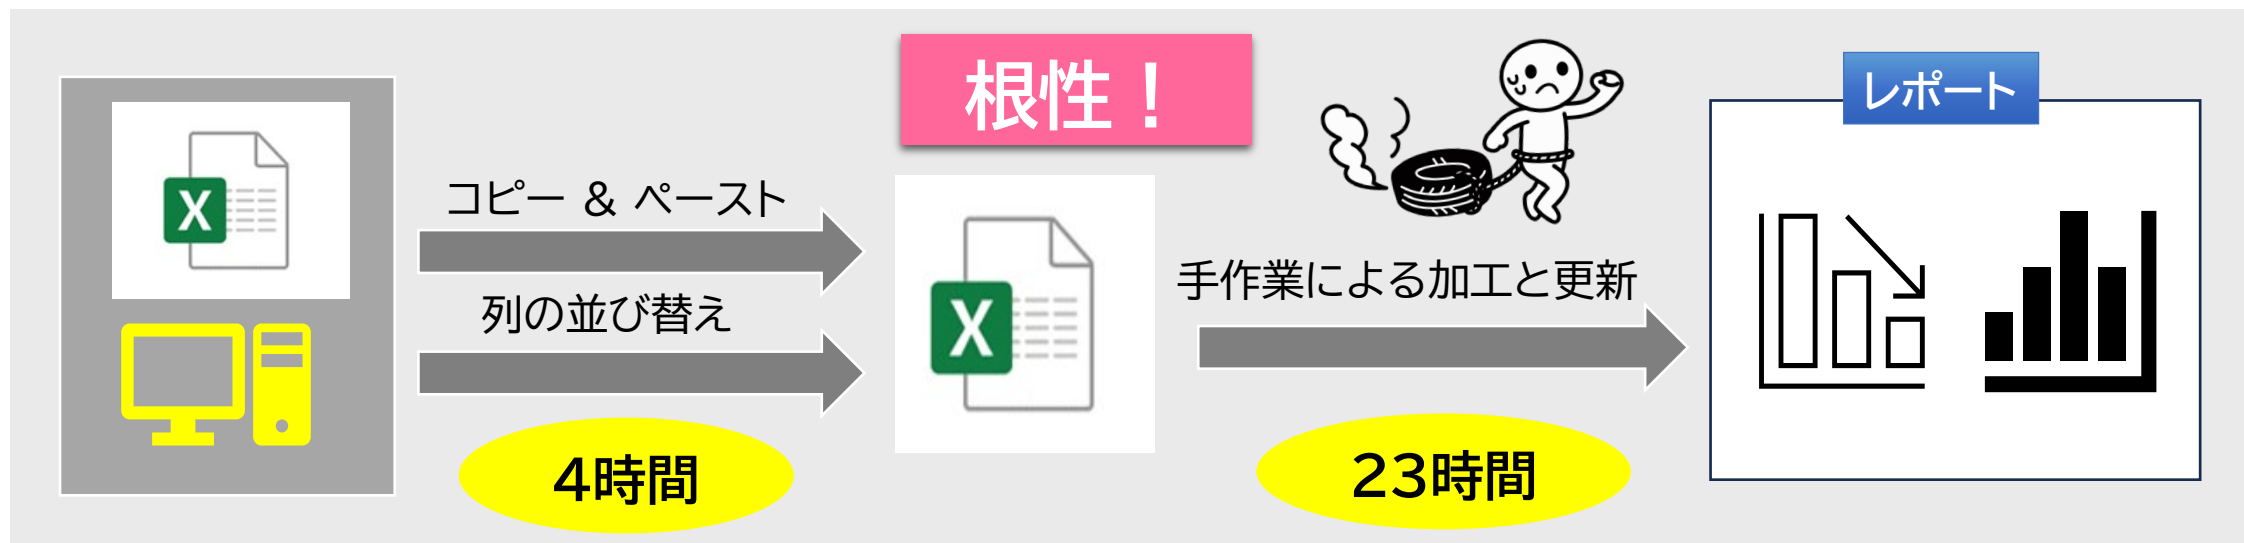 根性！
レポート
X
コピー ＆ ペースト
列の並び替え
4時間
X
手作業による加工と更新
23時間